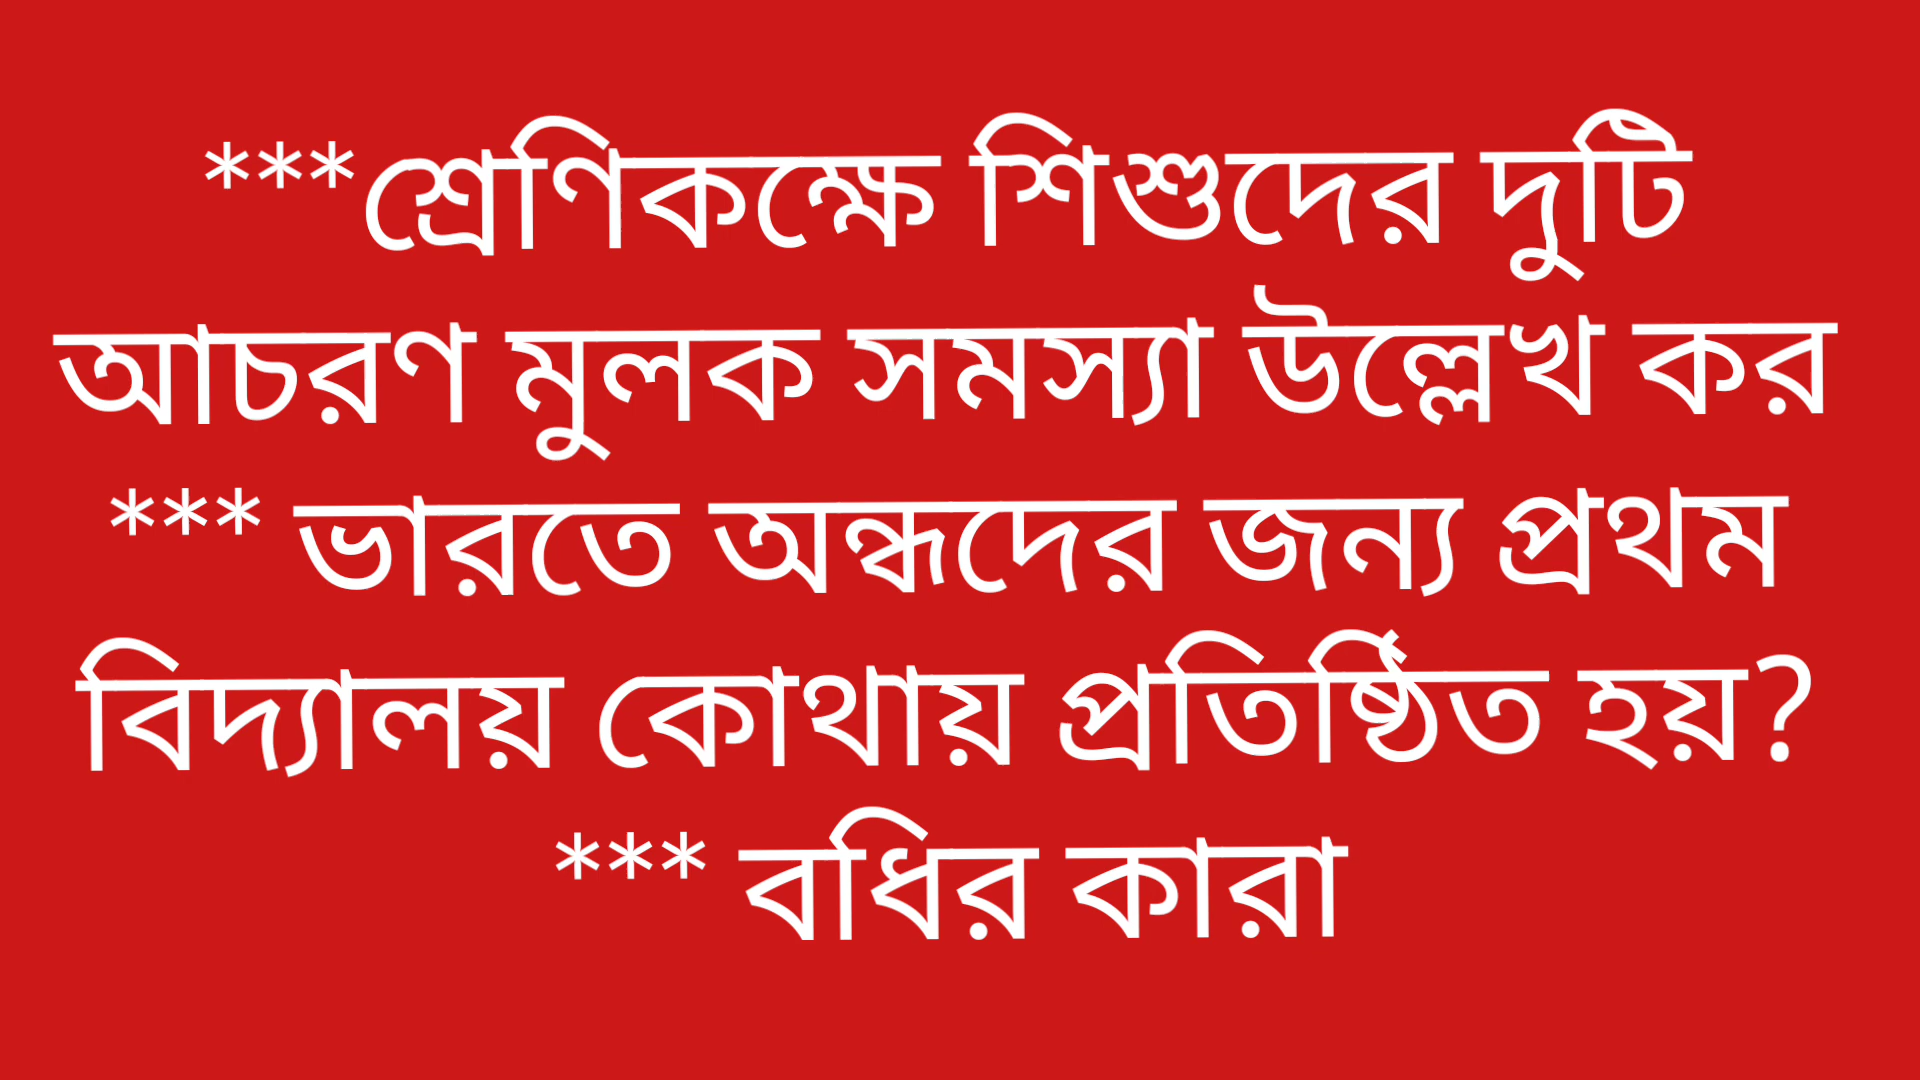 ***শ্রেণিকক্ষে শিশুদের দুটি
আচরণ মুলক সমস্যা উল্লেখ কর
*** ভারতে অন্ধদের জন্য প্রথম
বিদ্যালয় কোথায় প্রতিষ্ঠিত হয়?
*** বধির কারা